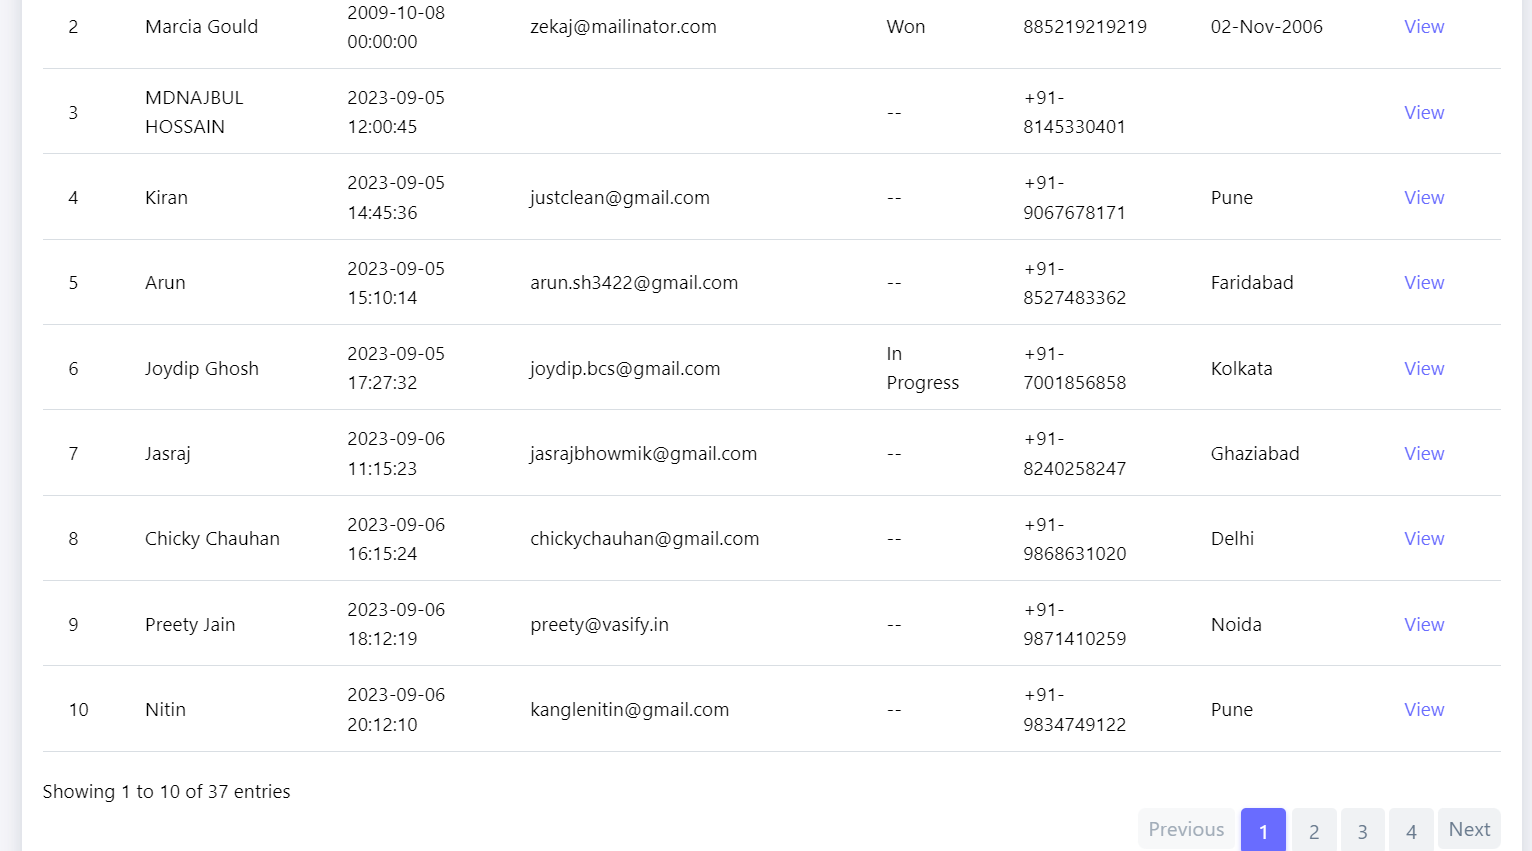 2 Marcia Gould 2009-10-08 00:00:00 zekaj@mailinator.com Won 885219219219 02-Nov-2006 View
3 MDNAJBUL HOSSAIN 2023-09-05 12:00:45 -- +91-8145330401 View
4 Kiran 2023-09-05 14:45:36 justclean@gmail.com -- +91-9067678171 Pune View
5 Arun 2023-09-05 15:10:14 arun.sh3422@gmail.com -- +91-8527483362 Faridabad View
6 Joydip Ghosh 2023-09-05 17:27:32 joydip.bcs@gmail.com In Progress +91-7001856858 Kolkata View
7 Jasraj 2023-09-06 11:15:23 jasrajbhowmik@gmail.com -- +91-8240258247 Ghaziabad View
8 Chicky Chauhan 2023-09-06 16:15:24 chickychauhan@gmail.com -- +91-9868631020 Delhi View
9 Preety Jain 2023-09-06 18:12:19 preety@vasify.in -- +91-9871410259 Noida View
10 Nitin 2023-09-06 20:12:10 kanglenitin@gmail.com -- +91-9834749122 Pune View
Showing 1 to 10 of 37 entries
Previous 1 2 3 4 Next